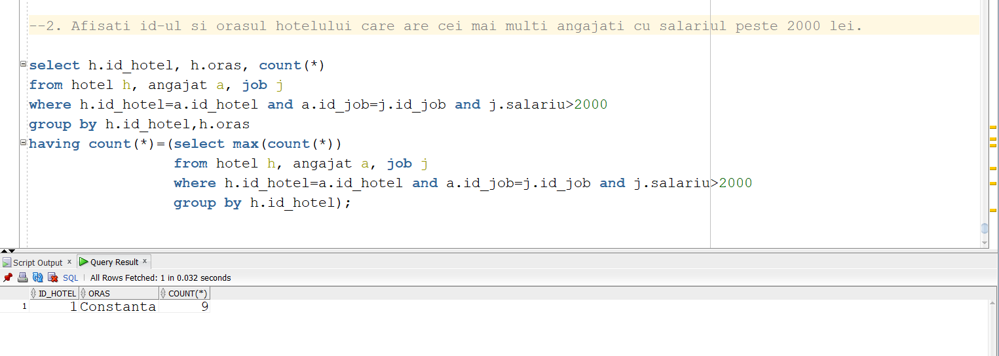 --2. Afisati id-ul si orasul hotelului care are cei mai multi angajati cu salariul peste 2000 lei.
select h.id_hotel, h.oras, count(*)
from hotel h, angajat a, job j
where h.id_hotel=a.id_hotel and a.id_job=j.id_job and j.salariu>2000
group by h.id_hotel,h.oras
having count(*)=(select max(count(*))
from hotel h, angajat a, job j
where h.id_hotel=a.id_hotel and a.id_job=j.id_job and j.salariu>2000
group by h.id_hotel);
Script Output x Query Result x
SQL | All Rows Fetched: 1 in 0.032 seconds
ID_HOTEL ORAS COUNT(*)
1 1 Constanta 9